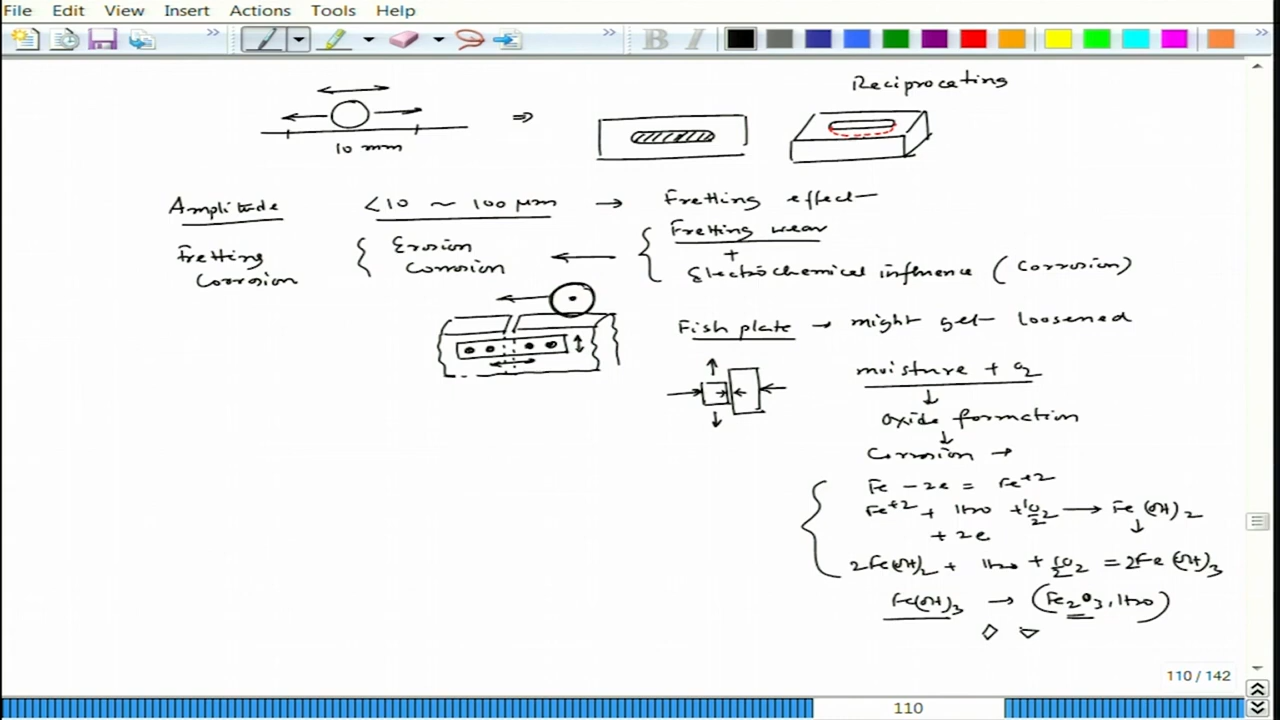 File Edit View Insert Actions Tools Help
B I
Reciprocating
10 mm
Amplitude <10 ~ 100 μm → Fretting effect
Fretting Corrosion
{ Erosion Corrosion
← { Fretting wear
+
Electrochemical influence (Corrosion)
Fish plate → might get loosened
moisture + O2
↓
oxide formation
↓
Corrosion →
Fe - 2e = Fe+2
Fe+2 + H2O + 1/2 O2 → Fe(OH)2
+ 2e ↓
2Fe(OH)2 + H2O + 1/2 O2 = 2Fe(OH)3
Fe(OH)3 → (Fe2O3, H2O)
110 / 142
110